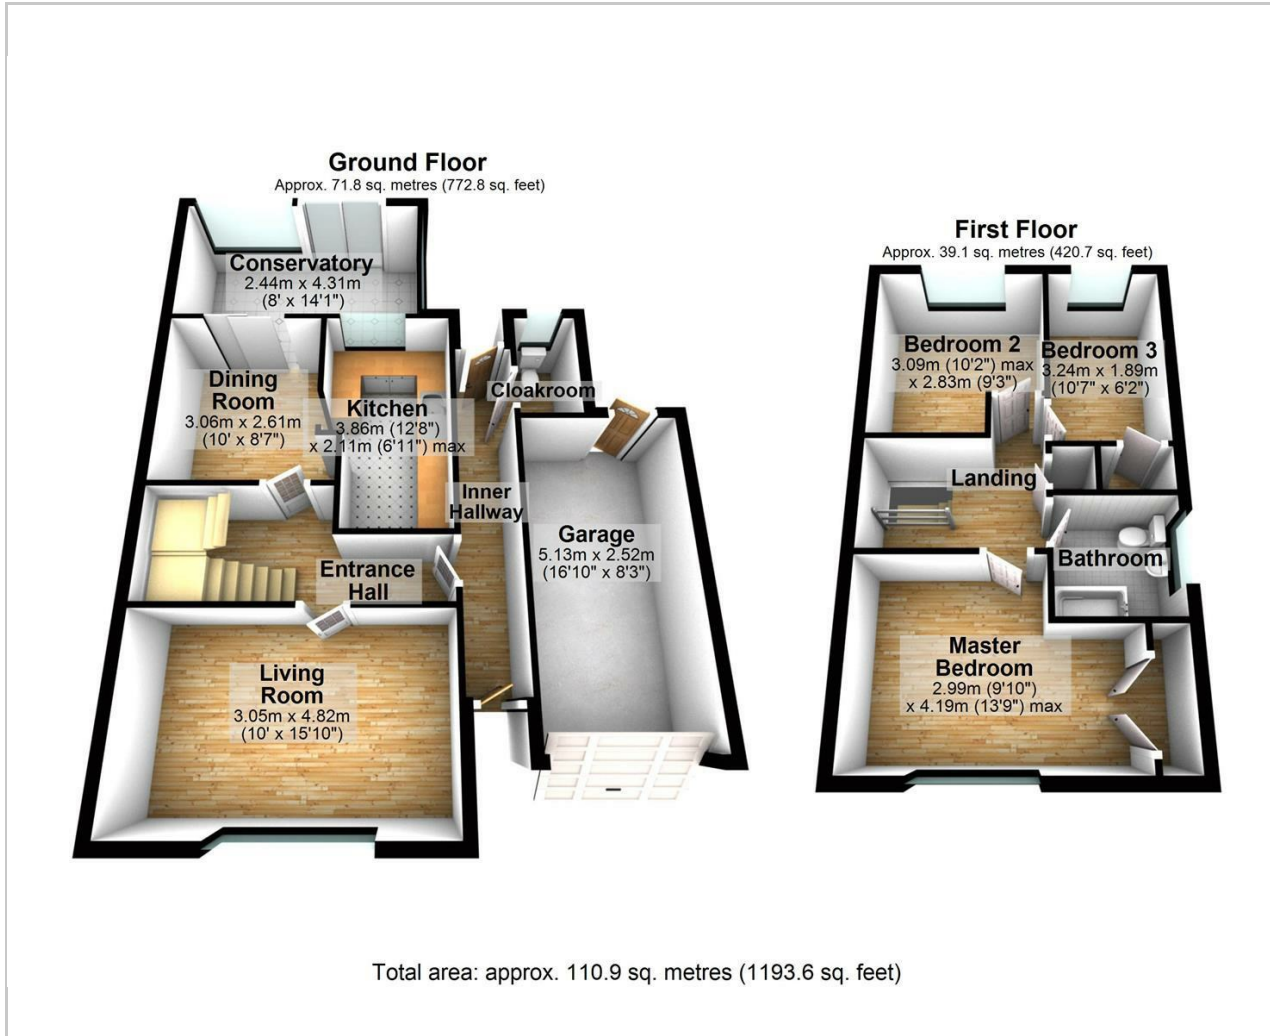 Ground Floor
Approx. 71.8 sq. metres (772.8 sq. feet)
Conservatory
2.44m x 4.31m
(8' x 14'1")
Dining
Room
3.06m x 2.61m
(10' x 8'7")
Kitchen
3.86m (12'8")
x 2.11m (6'11") max
Cloakroom
Inner
Hallway
Garage
5.13m x 2.52m
(16'10" x 8'3")
Entrance
Hall
Living
Room
3.05m x 4.82m
(10' x 15'10")
First Floor
Approx. 39.1 sq. metres (420.7 sq. feet)
Bedroom 2
3.09m (10'2") max
x 2.83m (9'3")
Bedroom 3
3.24m x 1.89m
(10'7" x 6'2")
Landing
Bathroom
Master
Bedroom
2.99m (9'10")
x 4.19m (13'9") max
Total area: approx. 110.9 sq. metres (1193.6 sq. feet)